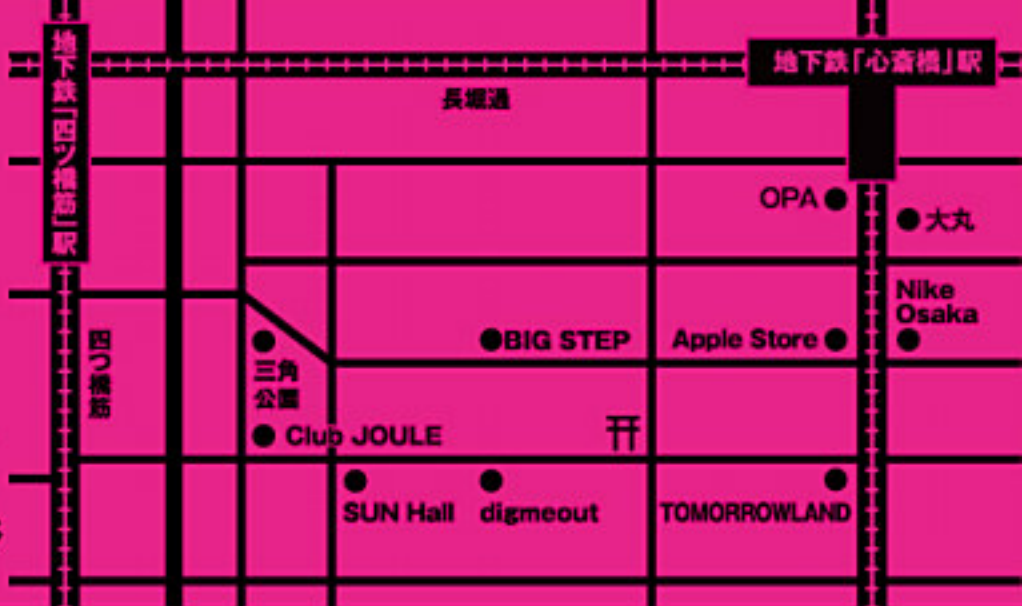 地下鉄「四ツ橋筋」駅
地下鉄「心斎橋」駅
長堀通
OPA
大丸
Nike
Osaka
四つ橋筋
BIG STEP
Apple Store
三角
公園
Club JOULE
SUN Hall
digmeout
TOMORROWLAND